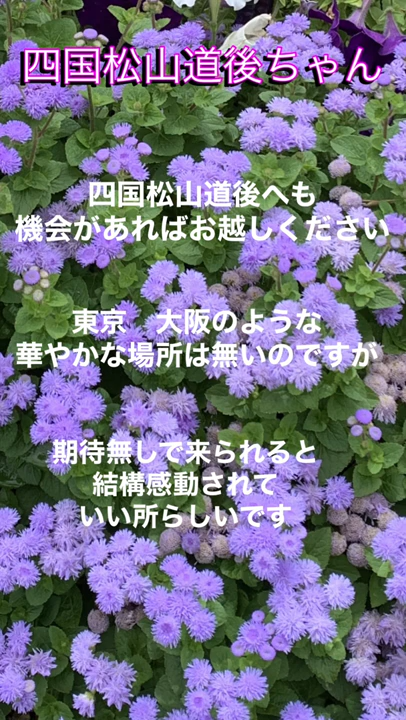 四国松山道後ちゃん
四国松山道後へも
機会があればお越しください
東京　大阪のような
華やかな場所は無いのですが
期待無しで来られると
結構感動されて
いい所らしいです